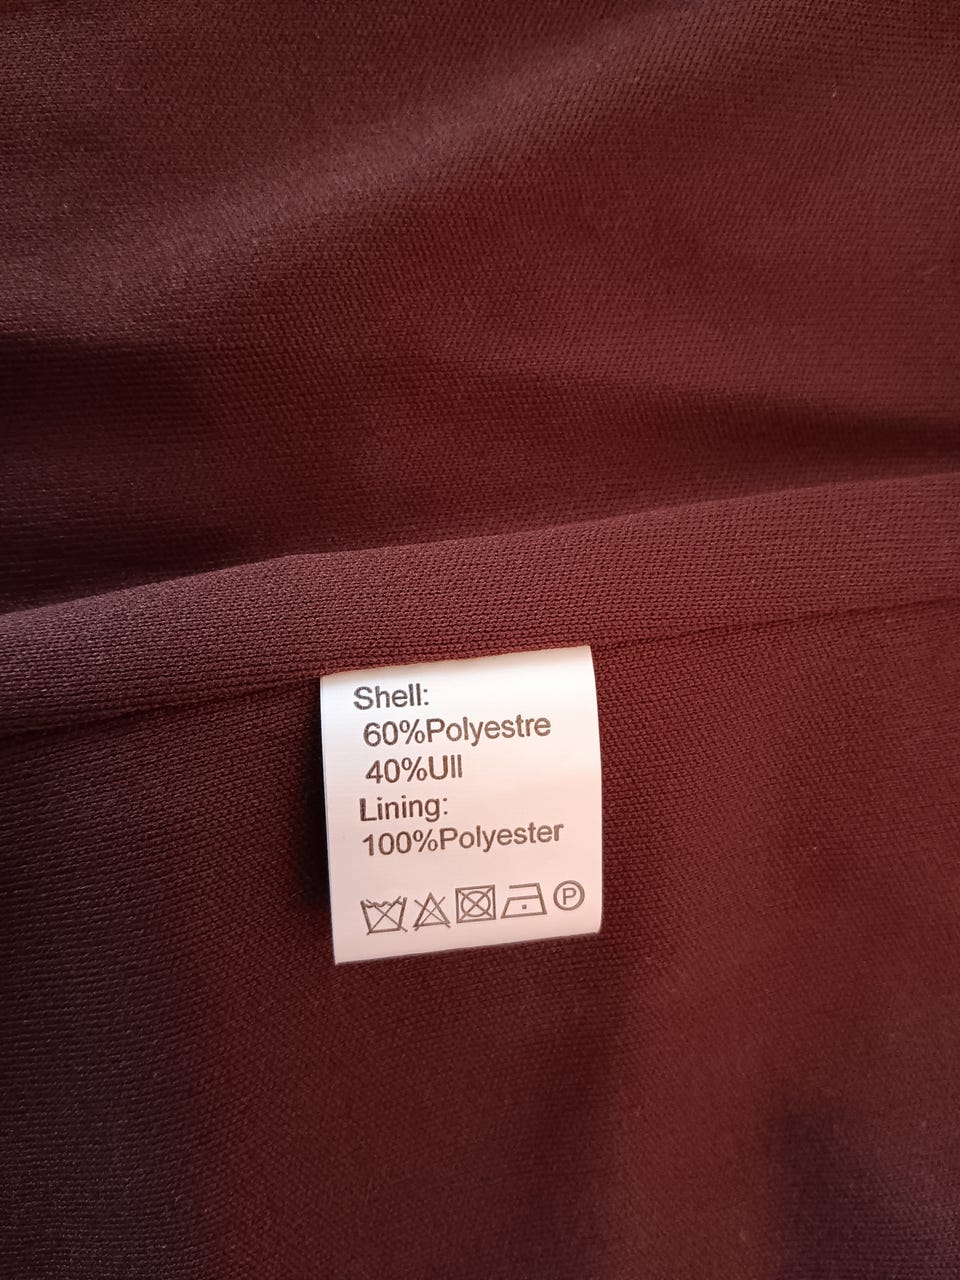 Shell:
60%Polyestre
40%Ull
Lining:
100%Polyester
P